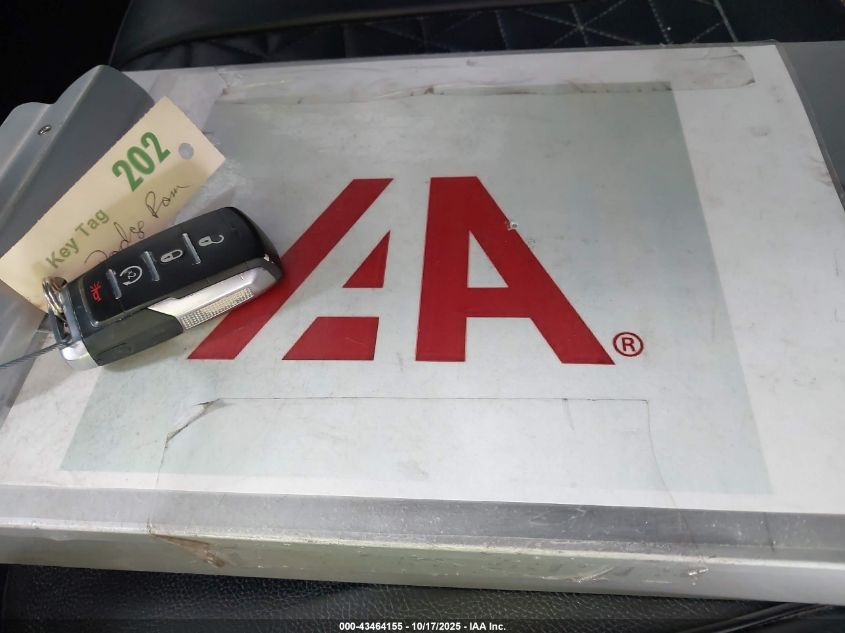 202
Key Tag
Dodge Ram
IAA®
000-43464155 - 10/17/2025 - IAA Inc.